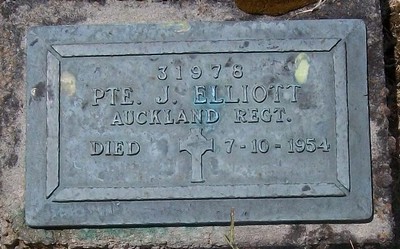 31978
PTE. J. ELLIOTT
AUCKLAND REGT.
DIED 7-10-1954